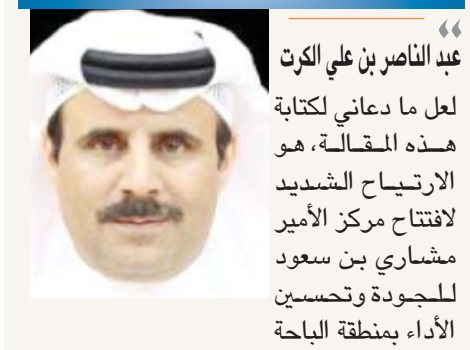 عبد الناصر بن علي الكرت
لعل ما دعاني لكتابة
هذه المقالة، هو
الارتياح الشديد
لافتتاح مركز الأمير
مشاري بن سعود
للجودة وتحسين
الأداء بمنطقة الباحة